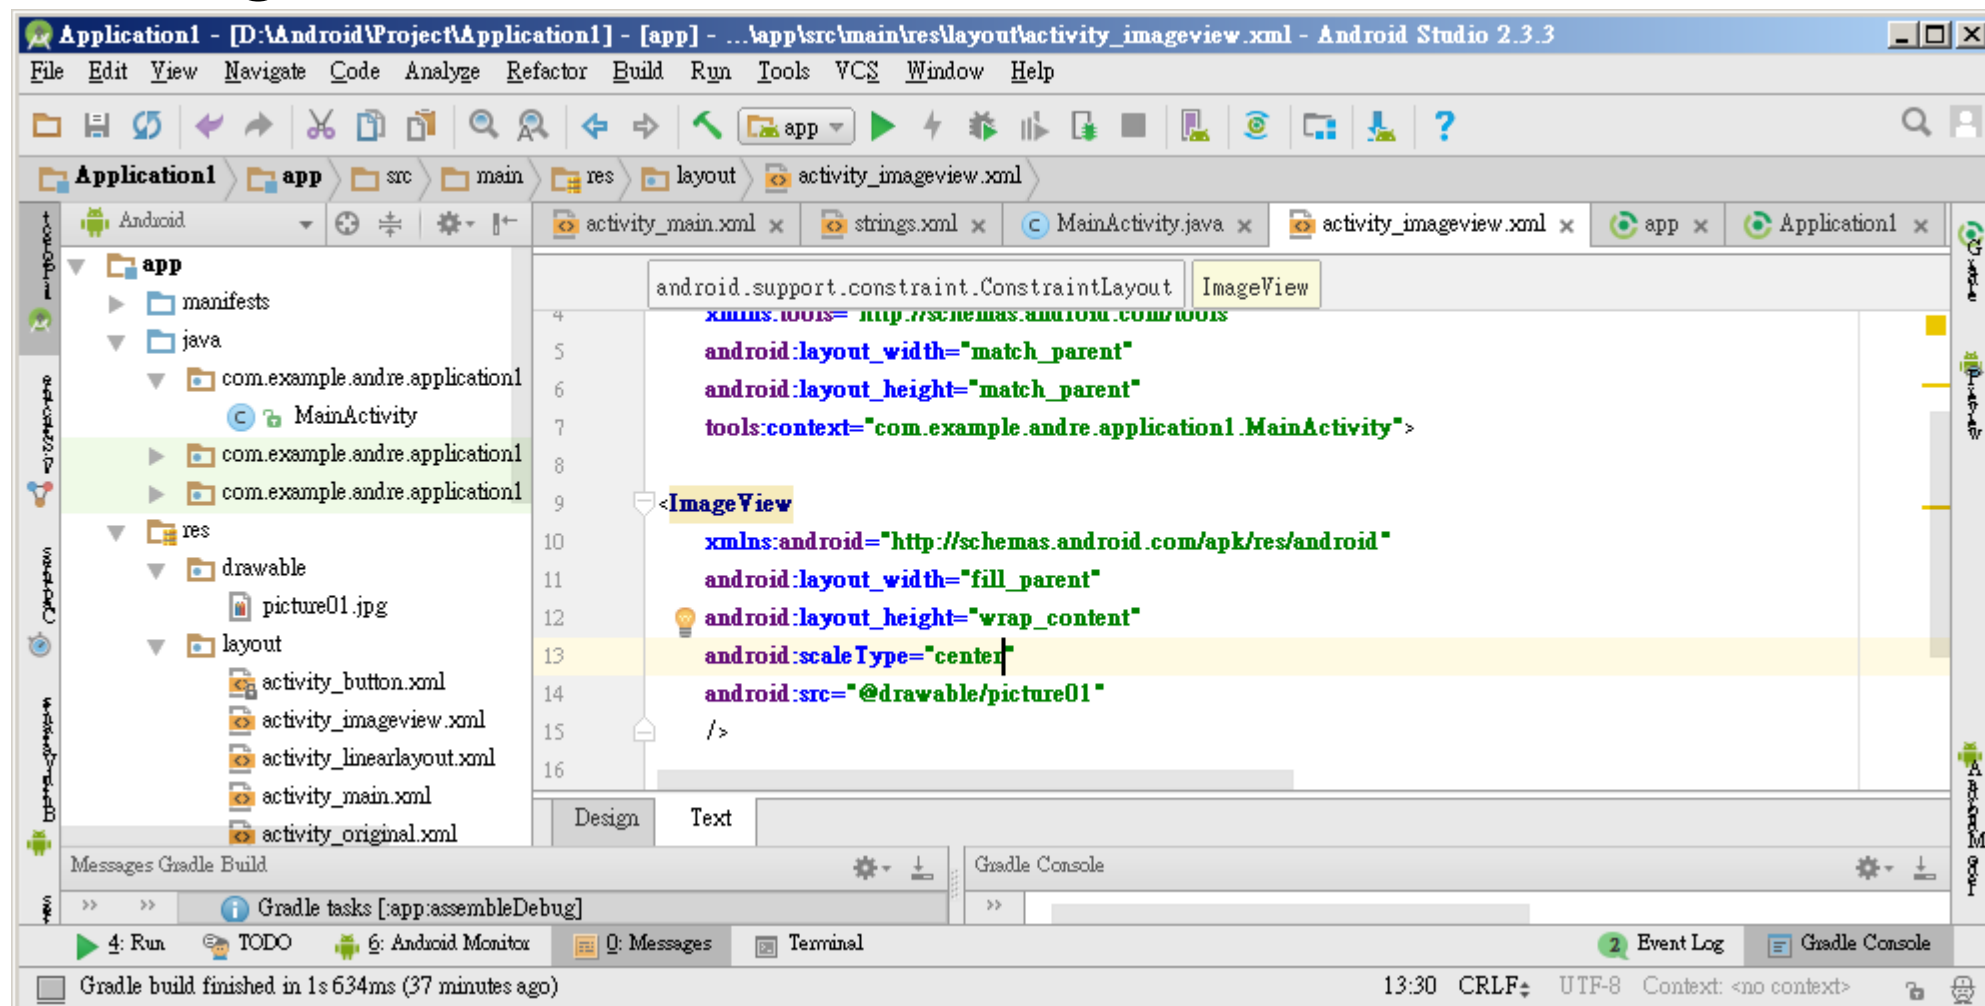 Application1 - [D:\Android\Project\Application1] - [app] - ...\app\src\main\res\layout\activity_imageview.xml - Android Studio 2.3.3
File Edit View Navigate Code Analyze Refactor Build Run Tools VCS Window Help
app
Application1 app src main res layout activity_imageview.xml
Android
activity_main.xml strings.xml MainActivity.java activity_imageview.xml app Application1
app
manifests
java
com.example.andre.application1
MainActivity
com.example.andre.application1
com.example.andre.application1
res
drawable
picture01.jpg
layout
activity_button.xml
activity_imageview.xml
activity_linearlayout.xml
activity_main.xml
activity_original.xml
android.support.constraint.ConstraintLayout ImageView
4 xmlns:tools="http://schemas.android.com/tools"
5 android:layout_width="match_parent"
6 android:layout_height="match_parent"
7 tools:context="com.example.andre.application1.MainActivity">
8
9 <ImageView
10 xmlns:android="http://schemas.android.com/apk/res/android"
11 android:layout_width="fill_parent"
12 android:layout_height="wrap_content"
13 android:scaleType="center"
14 android:src="@drawable/picture01"
15 />
16
Design Text
Messages Gradle Build
Gradle Console
>> >> Gradle tasks [:app:assembleDebug]
>>
4: Run TODO 6: Android Monitor 0: Messages Terminal
2 Event Log Gradle Console
Gradle build finished in 1s 634ms (37 minutes ago)
13:30 CRLF UTF-8 Context: <no context>